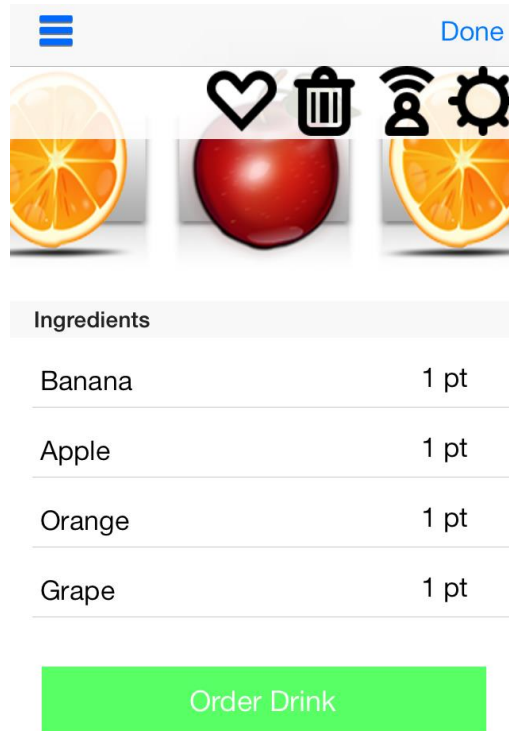 Done
Ingredients
Banana 1 pt
Apple 1 pt
Orange 1 pt
Grape 1 pt
Order Drink